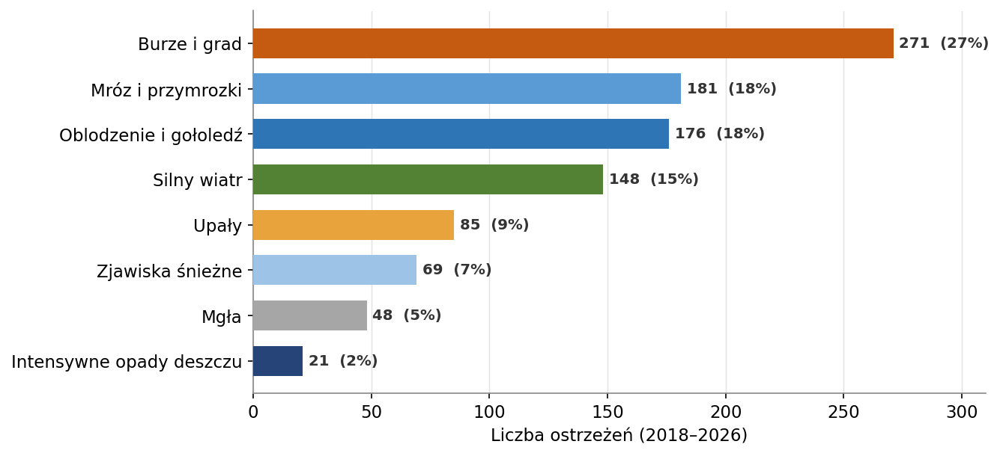 Burze i grad 271 (27%)
Mróz i przymrozki 181 (18%)
Oblodzenie i gołoledź 176 (18%)
Silny wiatr 148 (15%)
Upały 85 (9%)
Zjawiska śnieżne 69 (7%)
Mgła 48 (5%)
Intensywne opady deszczu 21 (2%)
0 50 100 150 200 250 300
Liczba ostrzeżeń (2018–2026)